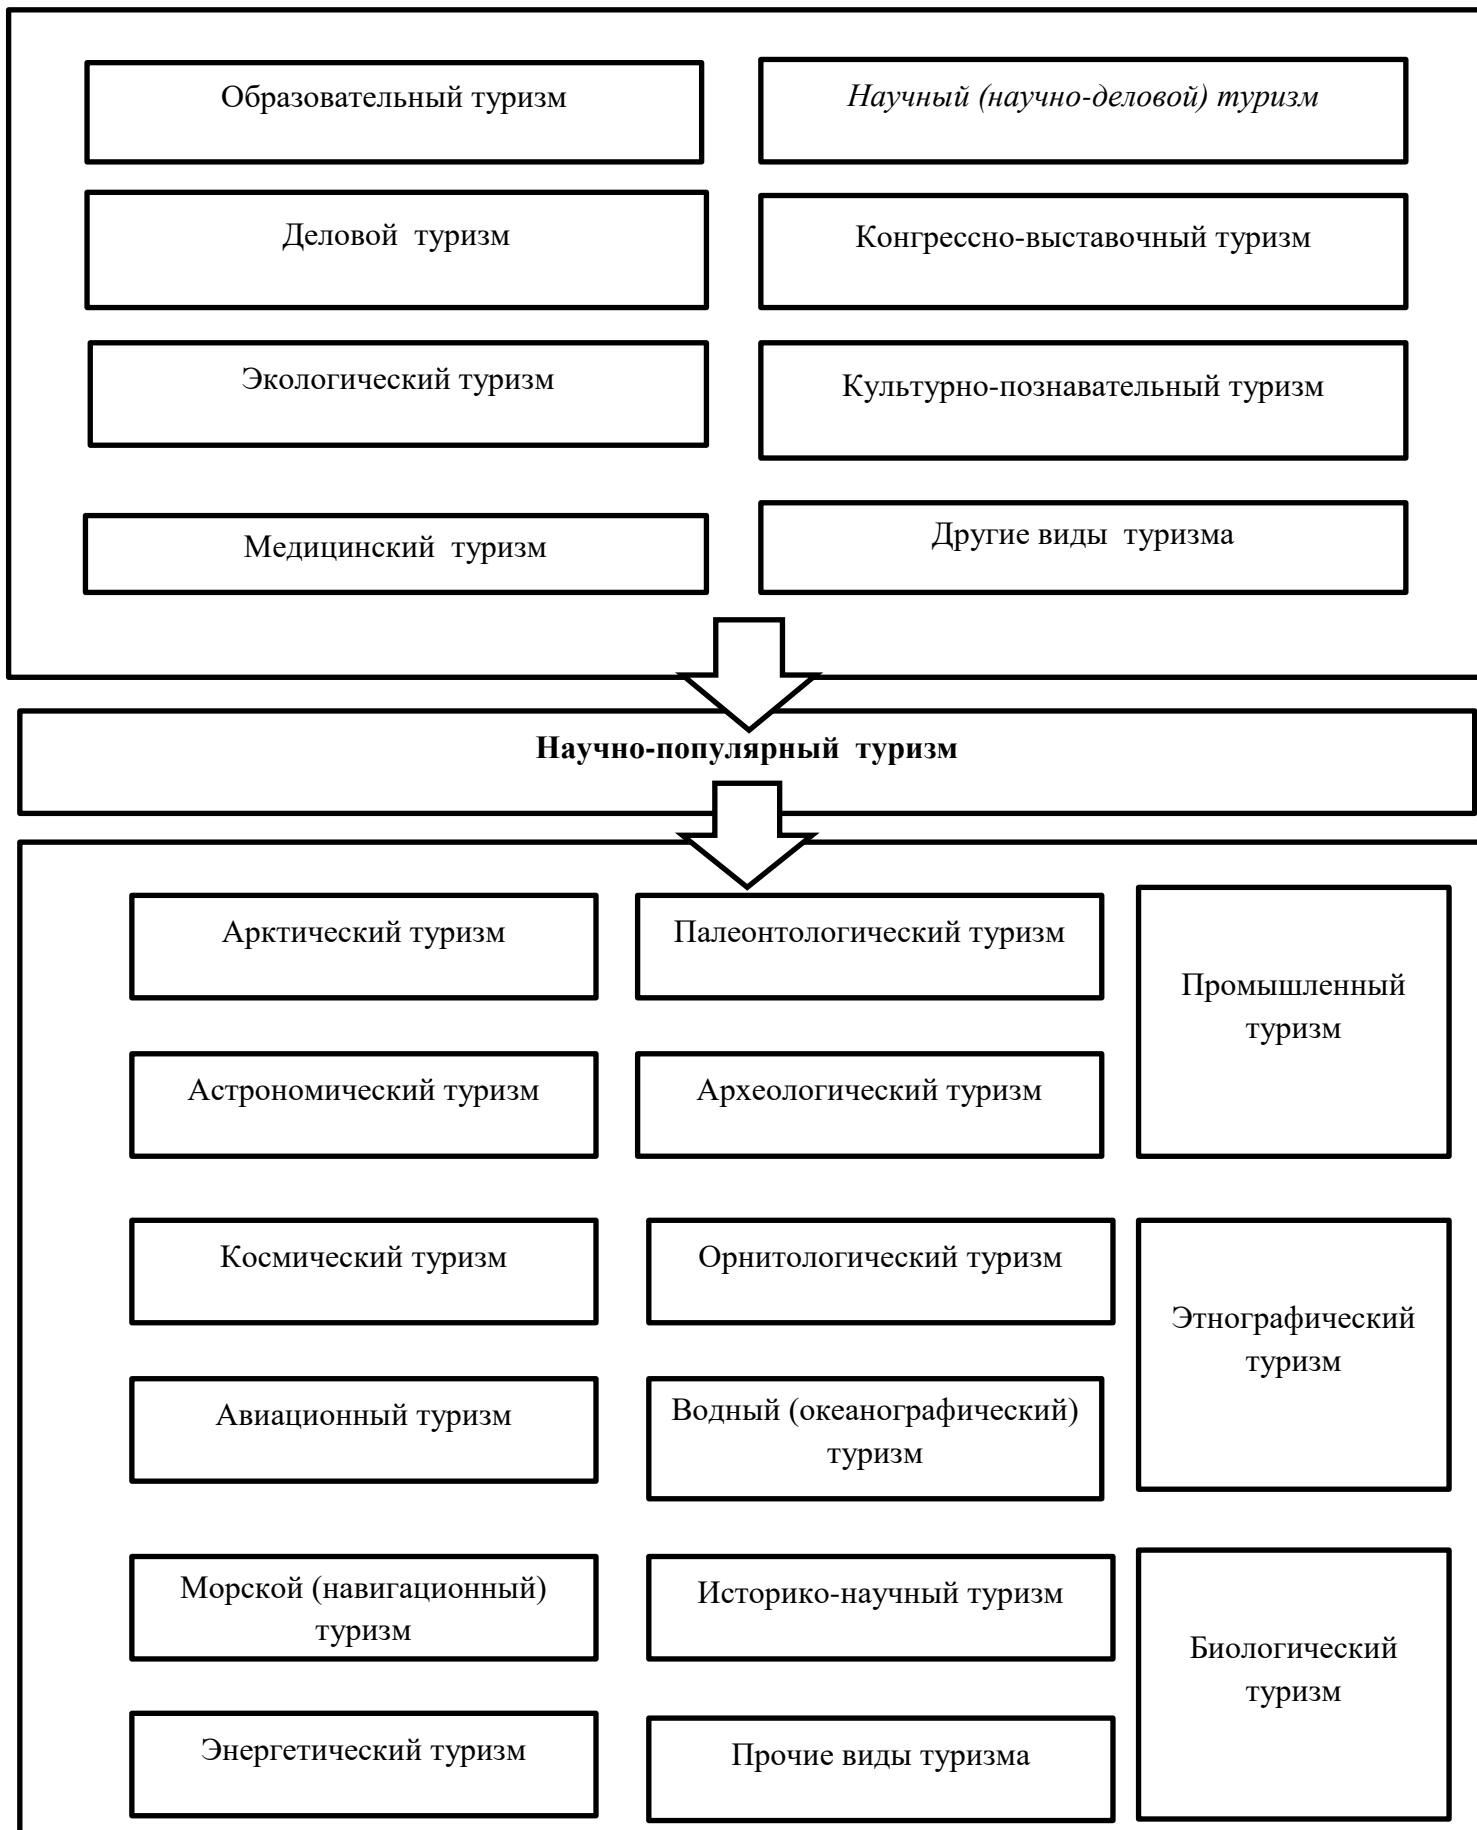 Образовательный туризм
Научный (научно-деловой) туризм
Деловой туризм
Конгрессно-выставочный туризм
Экологический туризм
Культурно-познавательный туризм
Медицинский туризм
Другие виды туризма
Научно-популярный туризм
Арктический туризм
Палеонтологический туризм
Промышленный
туризм
Астрономический туризм
Археологический туризм
Космический туризм
Орнитологический туризм
Этнографический
туризм
Авиационный туризм
Водный (океанографический)
туризм
Морской (навигационный)
туризм
Историко-научный туризм
Биологический
туризм
Энергетический туризм
Прочие виды туризма